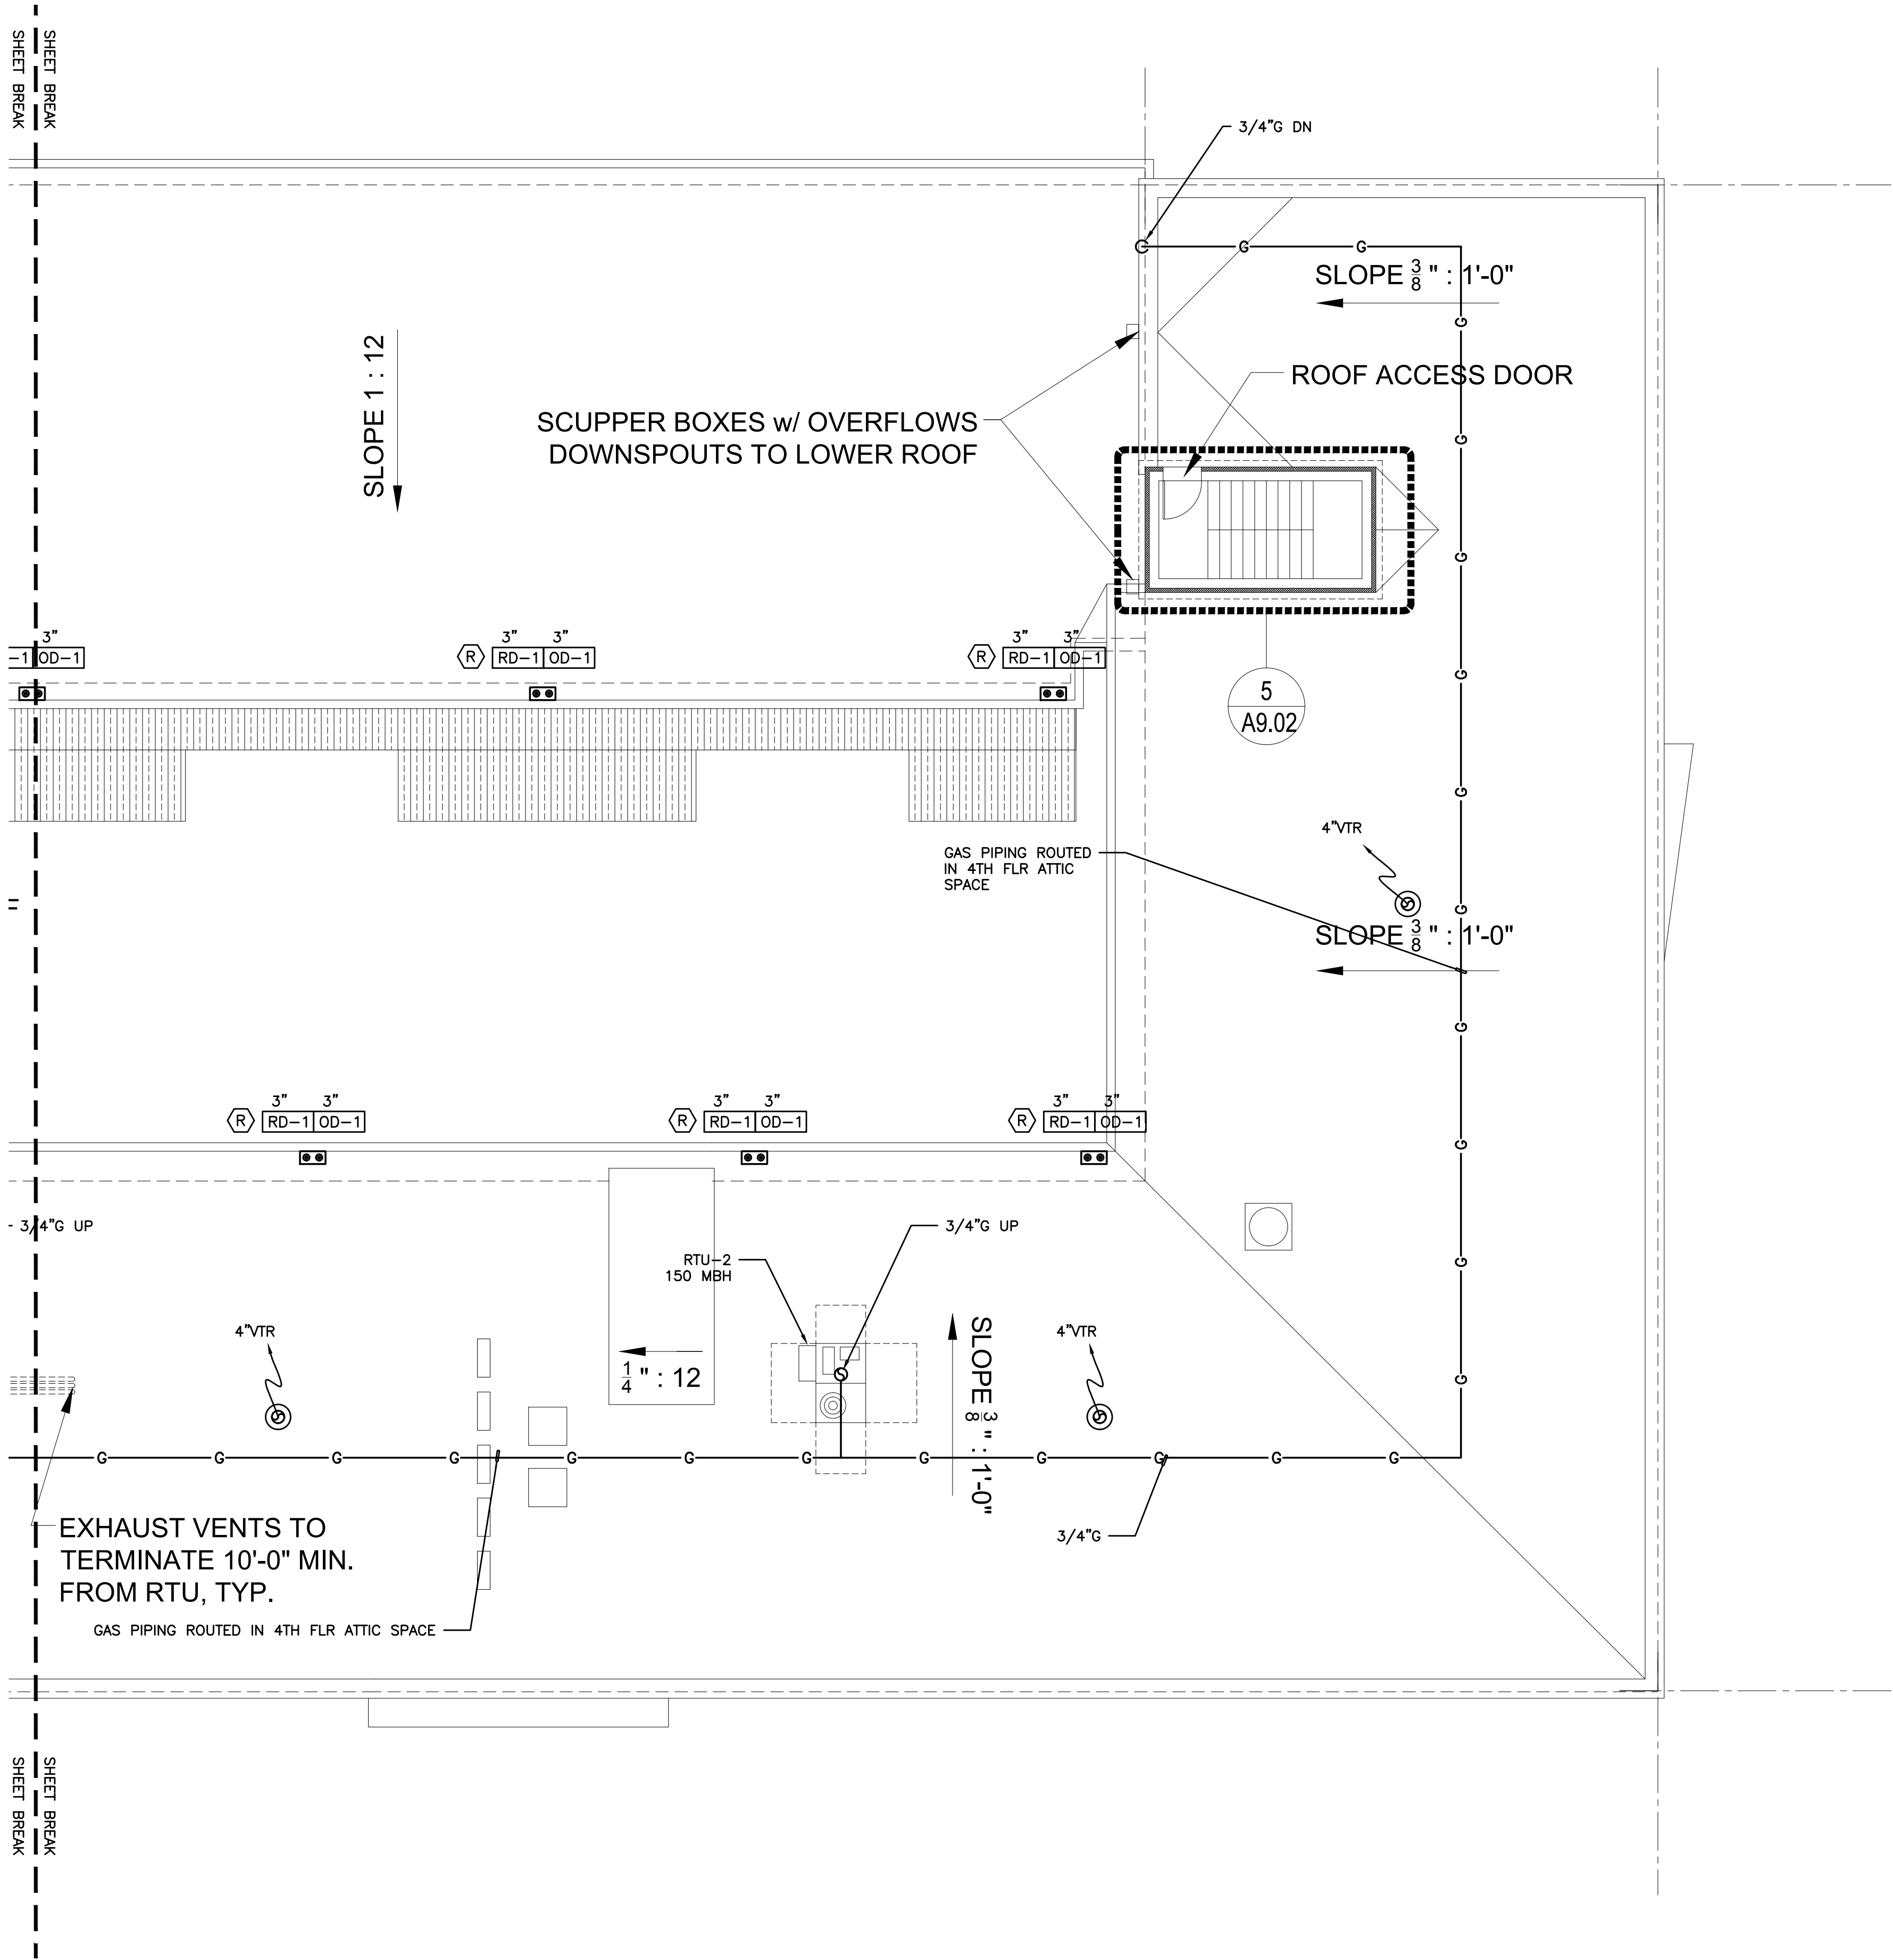 SHEET BREAK
SHEET BREAK
3/4"G DN
G
G
SLOPE 3/8" : 1'-0"
G
SLOPE 1 : 12
ROOF ACCESS DOOR
SCUPPER BOXES w/ OVERFLOWS
DOWNSPOUTS TO LOWER ROOF
G
G
3"
-1 OD-1
3" 3"
R RD-1 OD-1
3" 3"
R RD-1 OD-1
G
5
A9.02
G
4"VTR
GAS PIPING ROUTED
IN 4TH FLR ATTIC
SPACE
G
SLOPE 3/8" : 1'-0"
G
3" 3"
R RD-1 OD-1
3" 3"
R RD-1 OD-1
3" 3"
R RD-1 OD-1
G
3/4"G UP
3/4"G UP
RTU-2
150 MBH
G
4"VTR
4"VTR
SLOPE 3/8" : 1'-0"
1/4" : 12
G
G G G G G G G G G G G G
EXHAUST VENTS TO
TERMINATE 10'-0" MIN.
FROM RTU, TYP.
3/4"G
GAS PIPING ROUTED IN 4TH FLR ATTIC SPACE
SHEET BREAK
SHEET BREAK